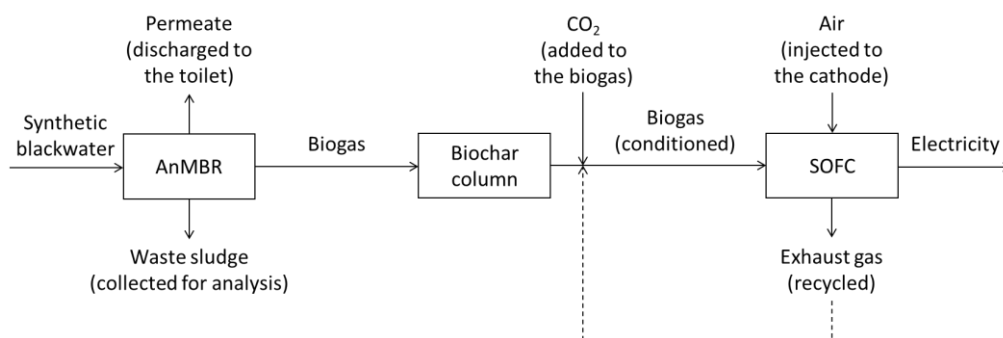 Permeate
(discharged to
the toilet)
CO₂
(added to
the biogas)
Air
(injected to
the cathode)
Synthetic
blackwater
AnMBR
Biogas
Biochar
column
Biogas
(conditioned)
SOFC
Electricity
Waste sludge
(collected for analysis)
Exhaust gas
(recycled)